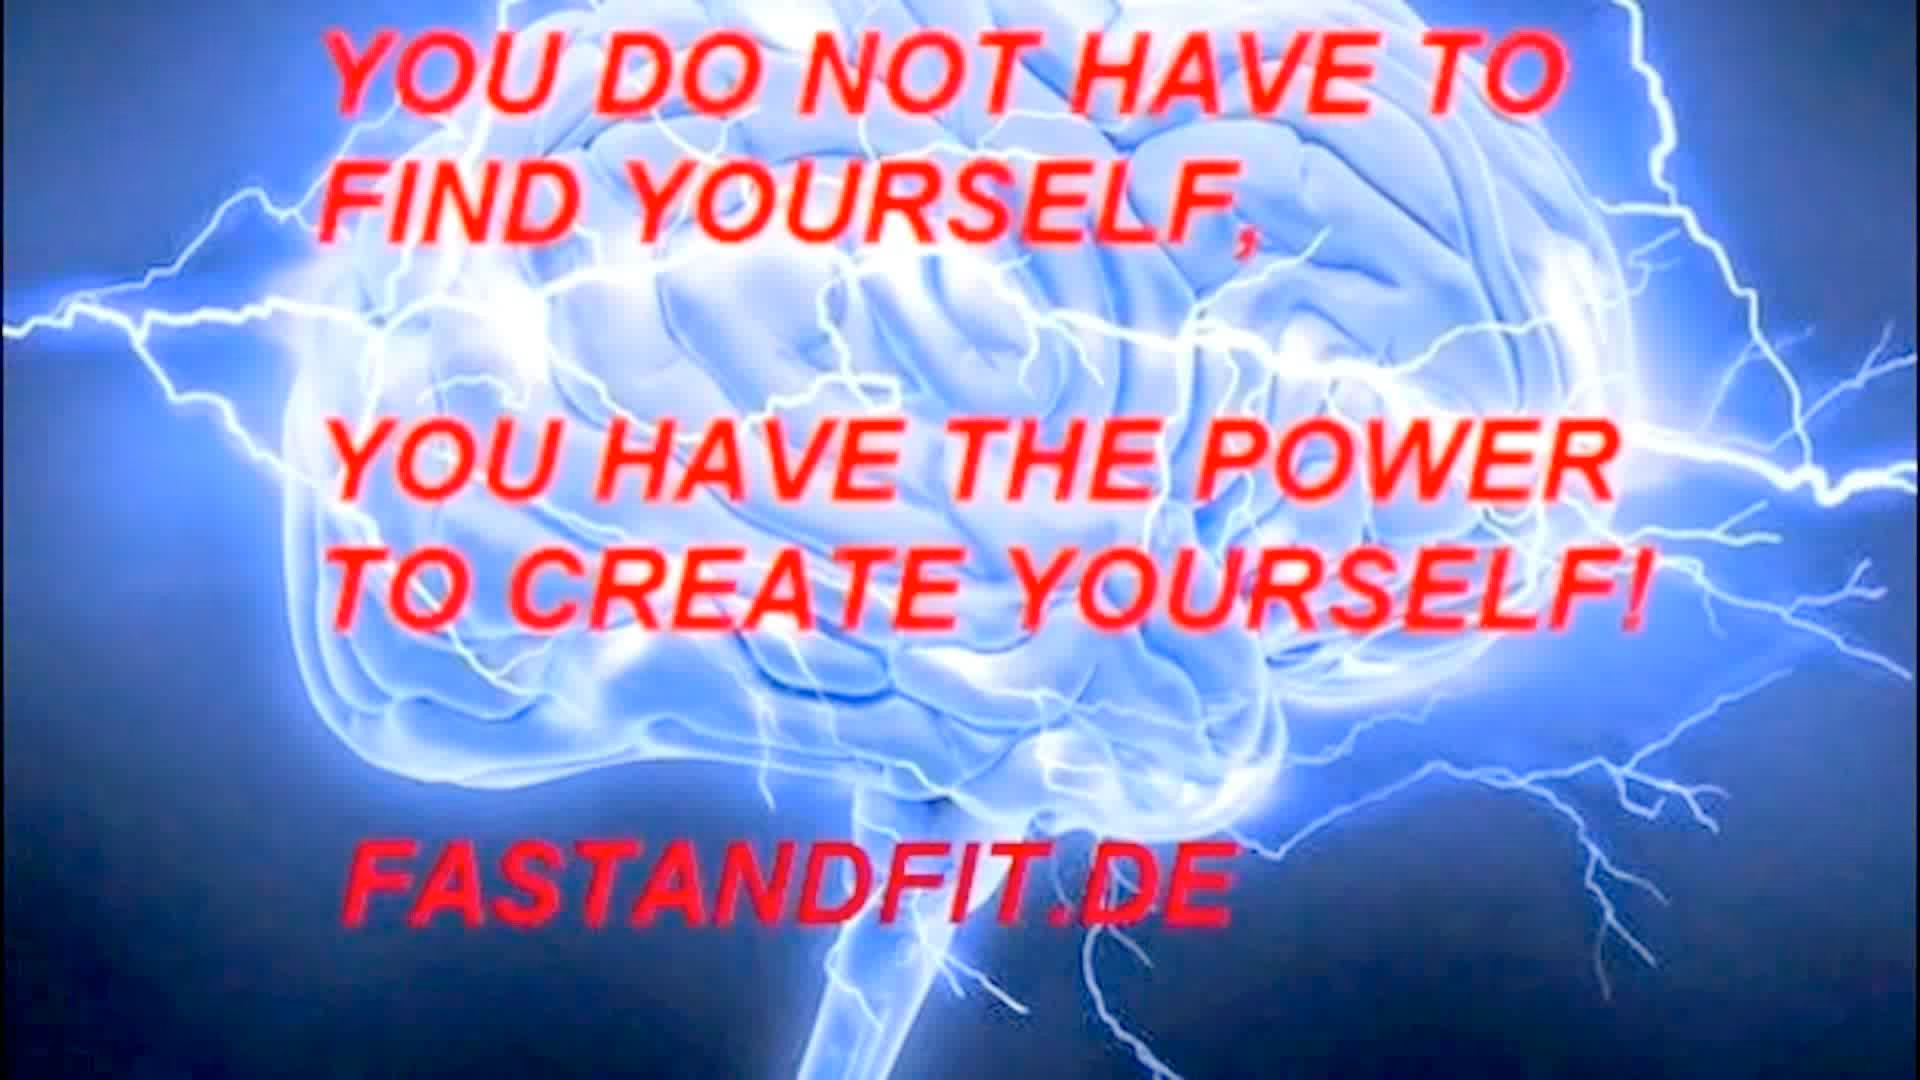 YOU DO NOT HAVE TO
FIND YOURSELF,
YOU HAVE THE POWER
TO CREATE YOURSELF!
FASTANDFIT.DE